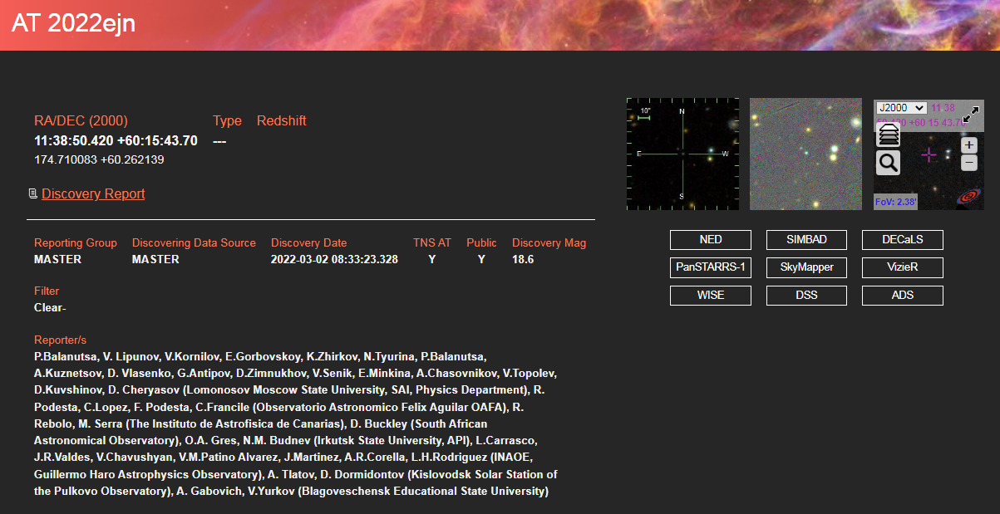 AT 2022ejn
RA/DEC (2000) Type Redshift
11:38:50.420 +60:15:43.70 ---
174.710083 +60.262139
Discovery Report
10"
N
E
W
S
J2000 11 38
50.420 +60 15 43.70
+
−
FoV: 2.38'
Reporting Group Discovering Data Source Discovery Date TNS AT Public Discovery Mag
MASTER MASTER 2022-03-02 08:33:23.328 Y Y 18.6
Filter
Clear-
NED SIMBAD DECaLS
PanSTARRS-1 SkyMapper VizieR
WISE DSS ADS
Reporter/s
P.Balanutsa, V. Lipunov, V.Kornilov, E.Gorbovskoy, K.Zhirkov, N.Tyurina, P.Balanutsa,
A.Kuznetsov, D. Vlasenko, G.Antipov, D.Zimnukhov, V.Senik, E.Minkina, A.Chasovnikov, V.Topolev,
D.Kuvshinov, D. Cheryasov (Lomonosov Moscow State University, SAI, Physics Department), R.
Podesta, C.Lopez, F. Podesta, C.Francile (Observatorio Astronomico Felix Aguilar OAFA), R.
Rebolo, M. Serra (The Instituto de Astrofisica de Canarias), D. Buckley (South African
Astronomical Observatory), O.A. Gres, N.M. Budnev (Irkutsk State University, API), L.Carrasco,
J.R.Valdes, V.Chavushyan, V.M.Patino Alvarez, J.Martinez, A.R.Corella, L.H.Rodriguez (INAOE,
Guillermo Haro Astrophysics Observatory), A. Tlatov, D. Dormidontov (Kislovodsk Solar Station of
the Pulkovo Observatory), A. Gabovich, V.Yurkov (Blagoveschensk Educational State University)